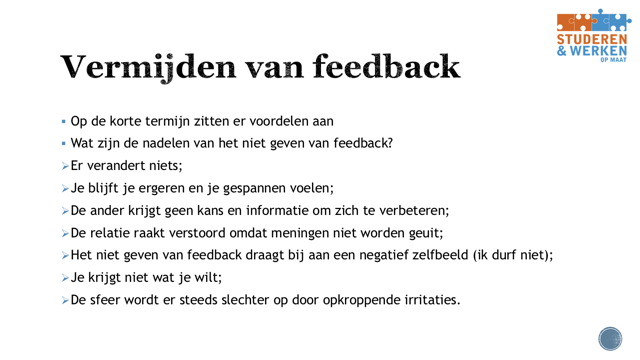 STUDEREN
& WERKEN
OP MAAT
Vermijden van feedback
▪ Op de korte termijn zitten er voordelen aan
▪ Wat zijn de nadelen van het niet geven van feedback?
➢Er verandert niets;
➢Je blijft je ergeren en je gespannen voelen;
➢De ander krijgt geen kans en informatie om zich te verbeteren;
➢De relatie raakt verstoord omdat meningen niet worden geuit;
➢Het niet geven van feedback draagt bij aan een negatief zelfbeeld (ik durf niet);
➢Je krijgt niet wat je wilt;
➢De sfeer wordt er steeds slechter op door opkroppende irritaties.